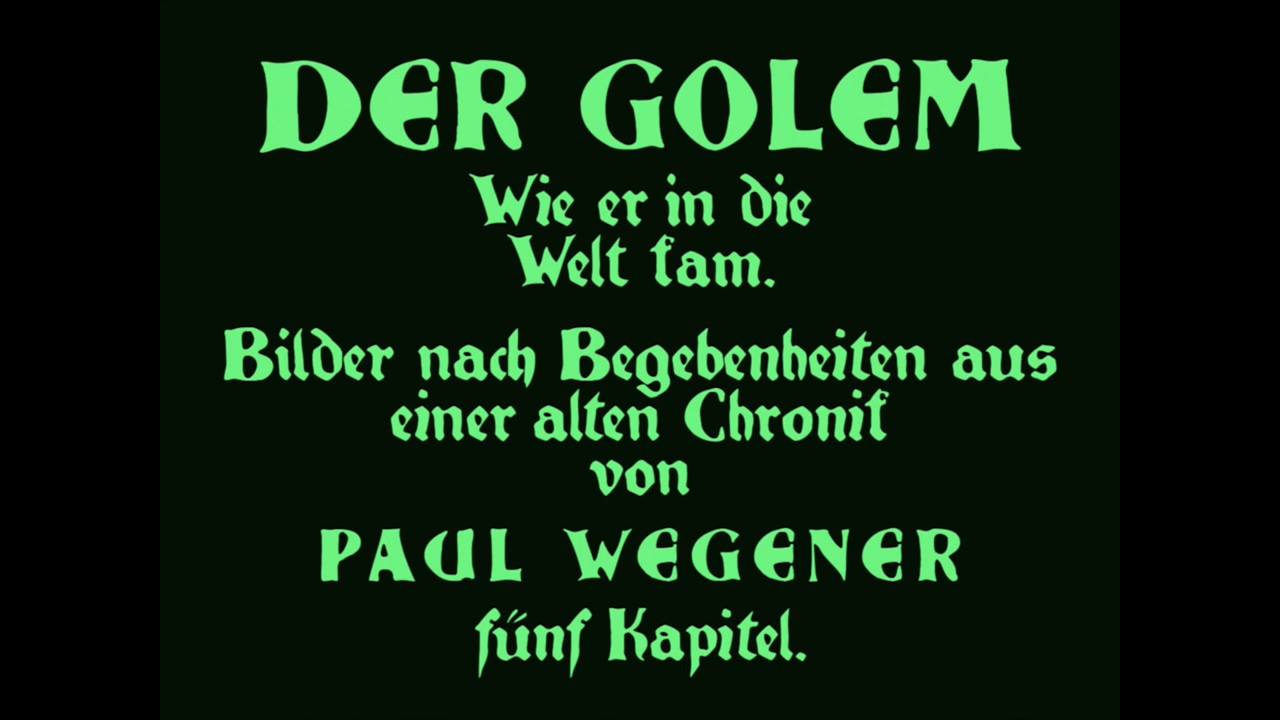 DER GOLEM
Wie er in die
Welt kam.
Bilder nach Begebenheiten aus
einer alten Chronik
von
PAUL WEGENER
fünf Kapitel.